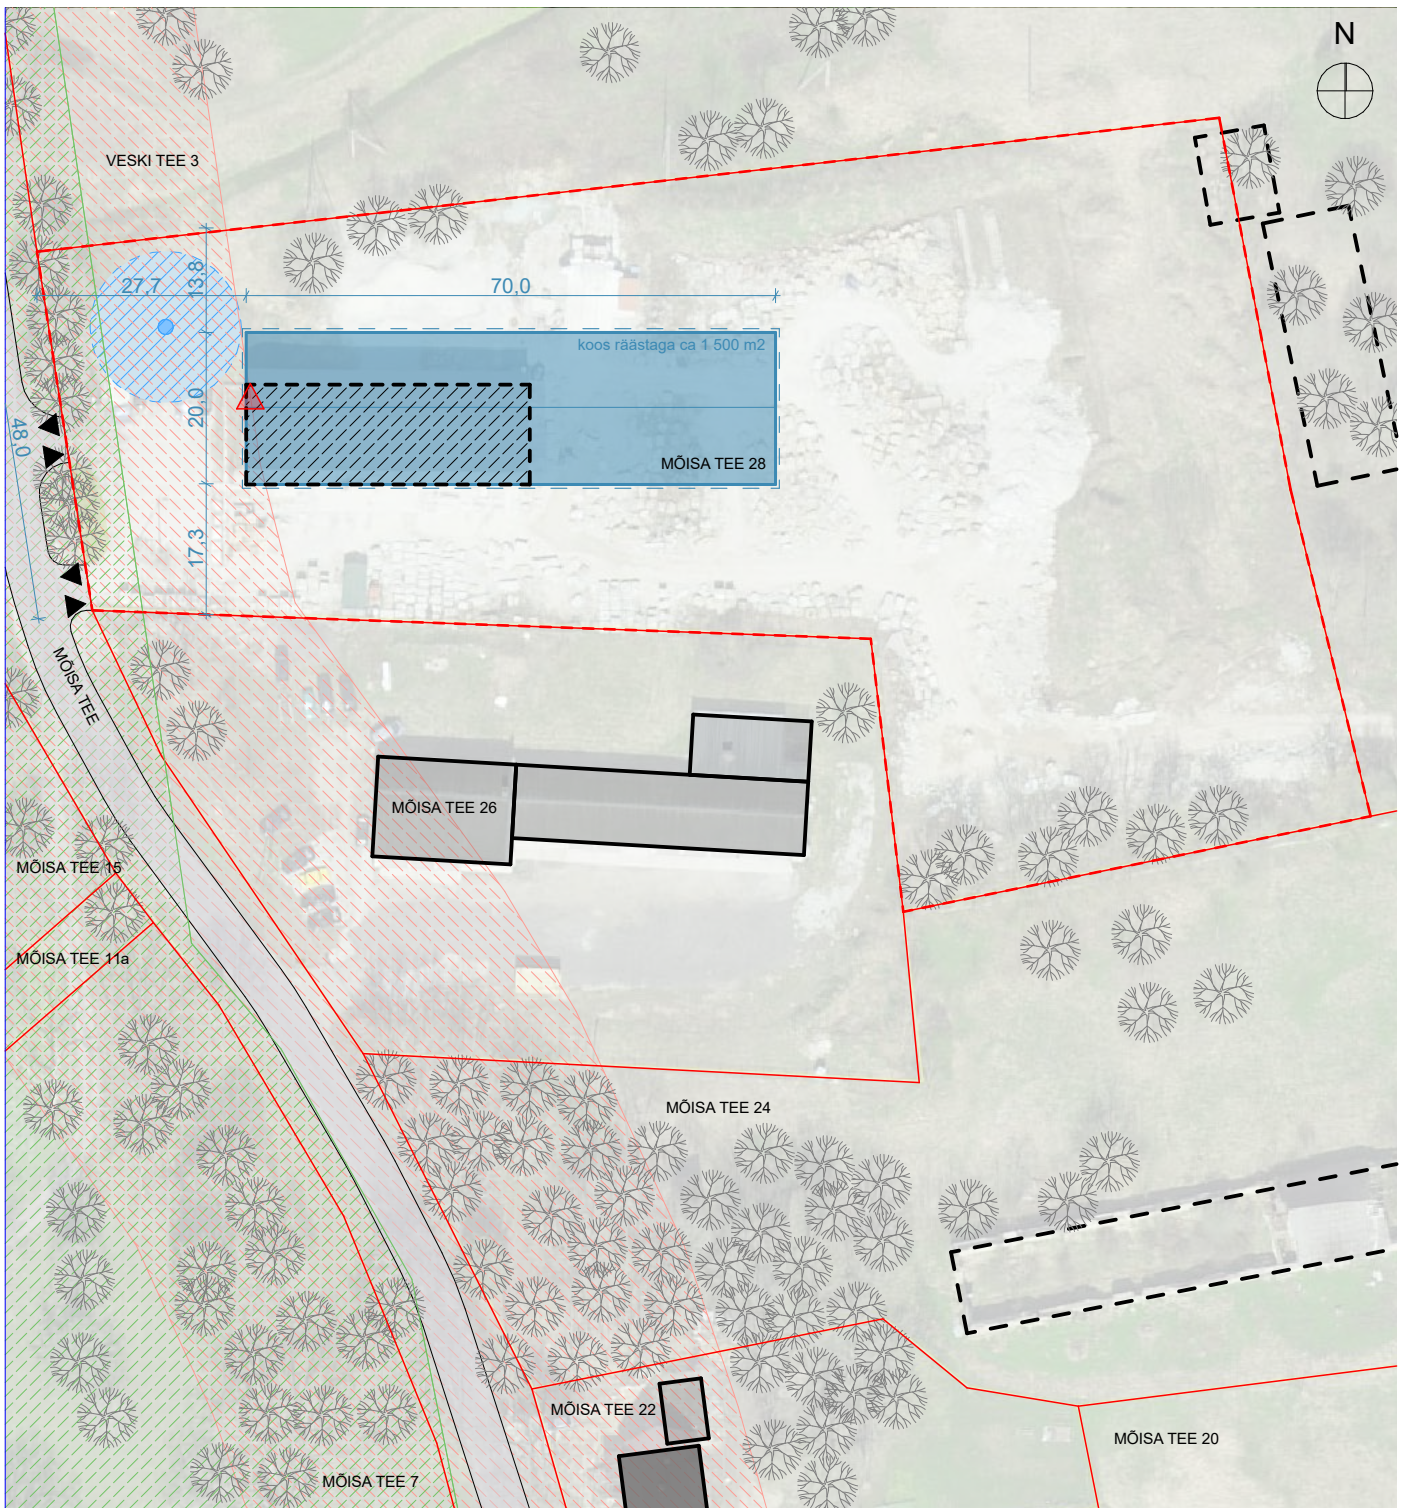 N
VESKI TEE 3
27,7
13,8
70,0
koos räästaga ca 1 500 m2
20,0
48,0
MÕISA TEE 28
17,3
MÕISA TEE
MÕISA TEE 26
MÕISA TEE 15
MÕISA TEE 11a
MÕISA TEE 24
MÕISA TEE 22
MÕISA TEE 20
MÕISA TEE 7